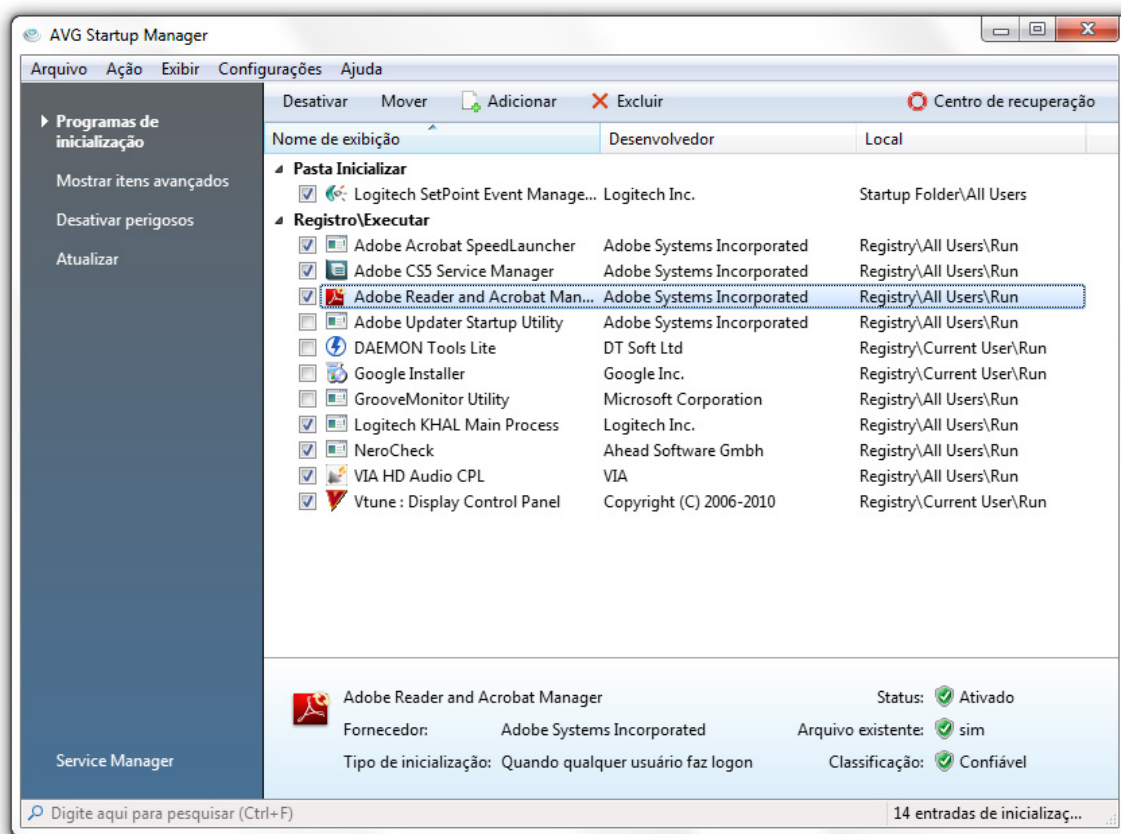 AVG Startup Manager
Arquivo Ação Exibir Configurações Ajuda
Programas de
inicialização
Mostrar itens avançados
Desativar perigosos
Atualizar
Service Manager
Desativar Mover Adicionar Excluir Centro de recuperação
Nome de exibição Desenvolvedor Local
Pasta Inicializar
Logitech SetPoint Event Manage... Logitech Inc. Startup Folder\All Users
Registro\Executar
Adobe Acrobat SpeedLauncher Adobe Systems Incorporated Registry\All Users\Run
Adobe CS5 Service Manager Adobe Systems Incorporated Registry\All Users\Run
Adobe Reader and Acrobat Man... Adobe Systems Incorporated Registry\All Users\Run
Adobe Updater Startup Utility Adobe Systems Incorporated Registry\All Users\Run
DAEMON Tools Lite DT Soft Ltd Registry\Current User\Run
Google Installer Google Inc. Registry\Current User\Run
GrooveMonitor Utility Microsoft Corporation Registry\All Users\Run
Logitech KHAL Main Process Logitech Inc. Registry\All Users\Run
NeroCheck Ahead Software Gmbh Registry\All Users\Run
VIA HD Audio CPL VIA Registry\All Users\Run
Vtune : Display Control Panel Copyright (C) 2006-2010 Registry\Current User\Run
Adobe Reader and Acrobat Manager Status: Ativado
Fornecedor: Adobe Systems Incorporated Arquivo existente: sim
Tipo de inicialização: Quando qualquer usuário faz logon Classificação: Confiável
Digite aqui para pesquisar (Ctrl+F) 14 entradas de inicializaç...